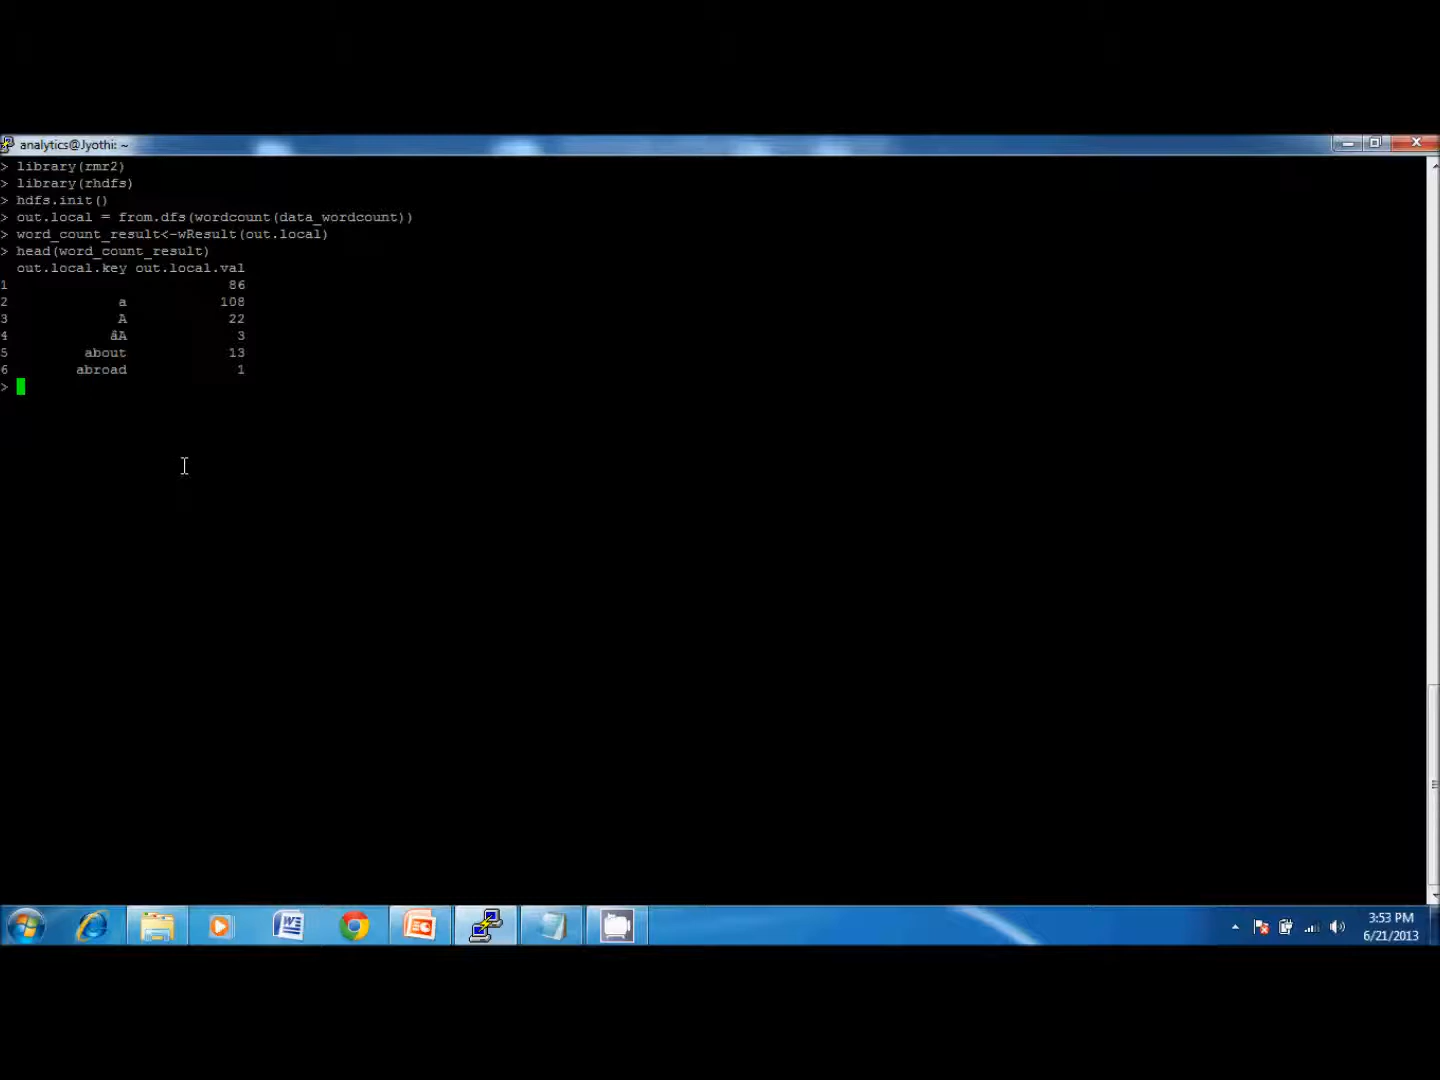 analytics@Jyothi: ~
> library(rmr2)
> library(rhdfs)
> hdfs.init()
> out.local = from.dfs(wordcount(data_wordcount))
> word_count_result<-wResult(out.local)
> head(word_count_result)
out.local.key out.local.val
1 86
2 a 108
3 A 22
4 âA 3
5 about 13
6 abroad 1
>
3:53 PM
6/21/2013